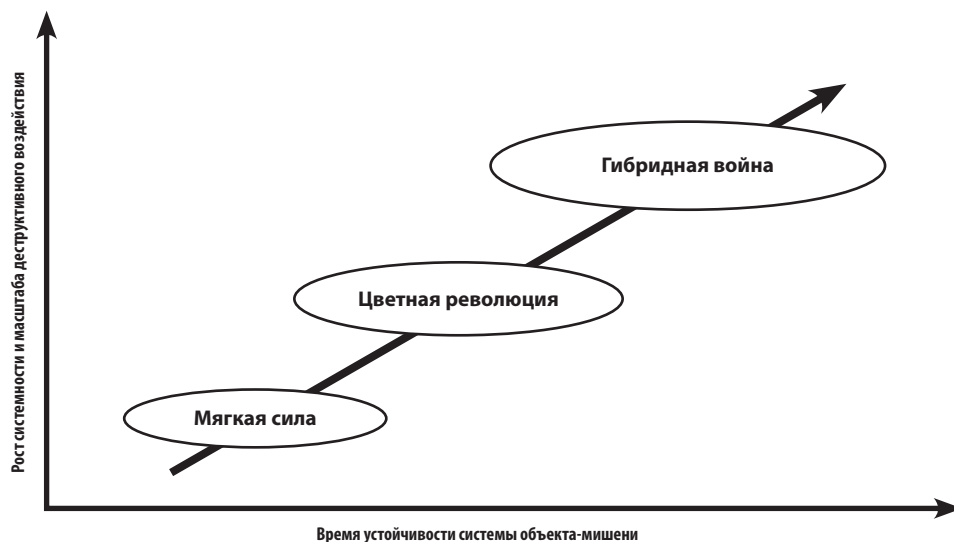 Рост системности и масштаба деструктивного воздействия
Гибридная война
Цветная революция
Мягкая сила
Время устойчивости системы объекта-мишени